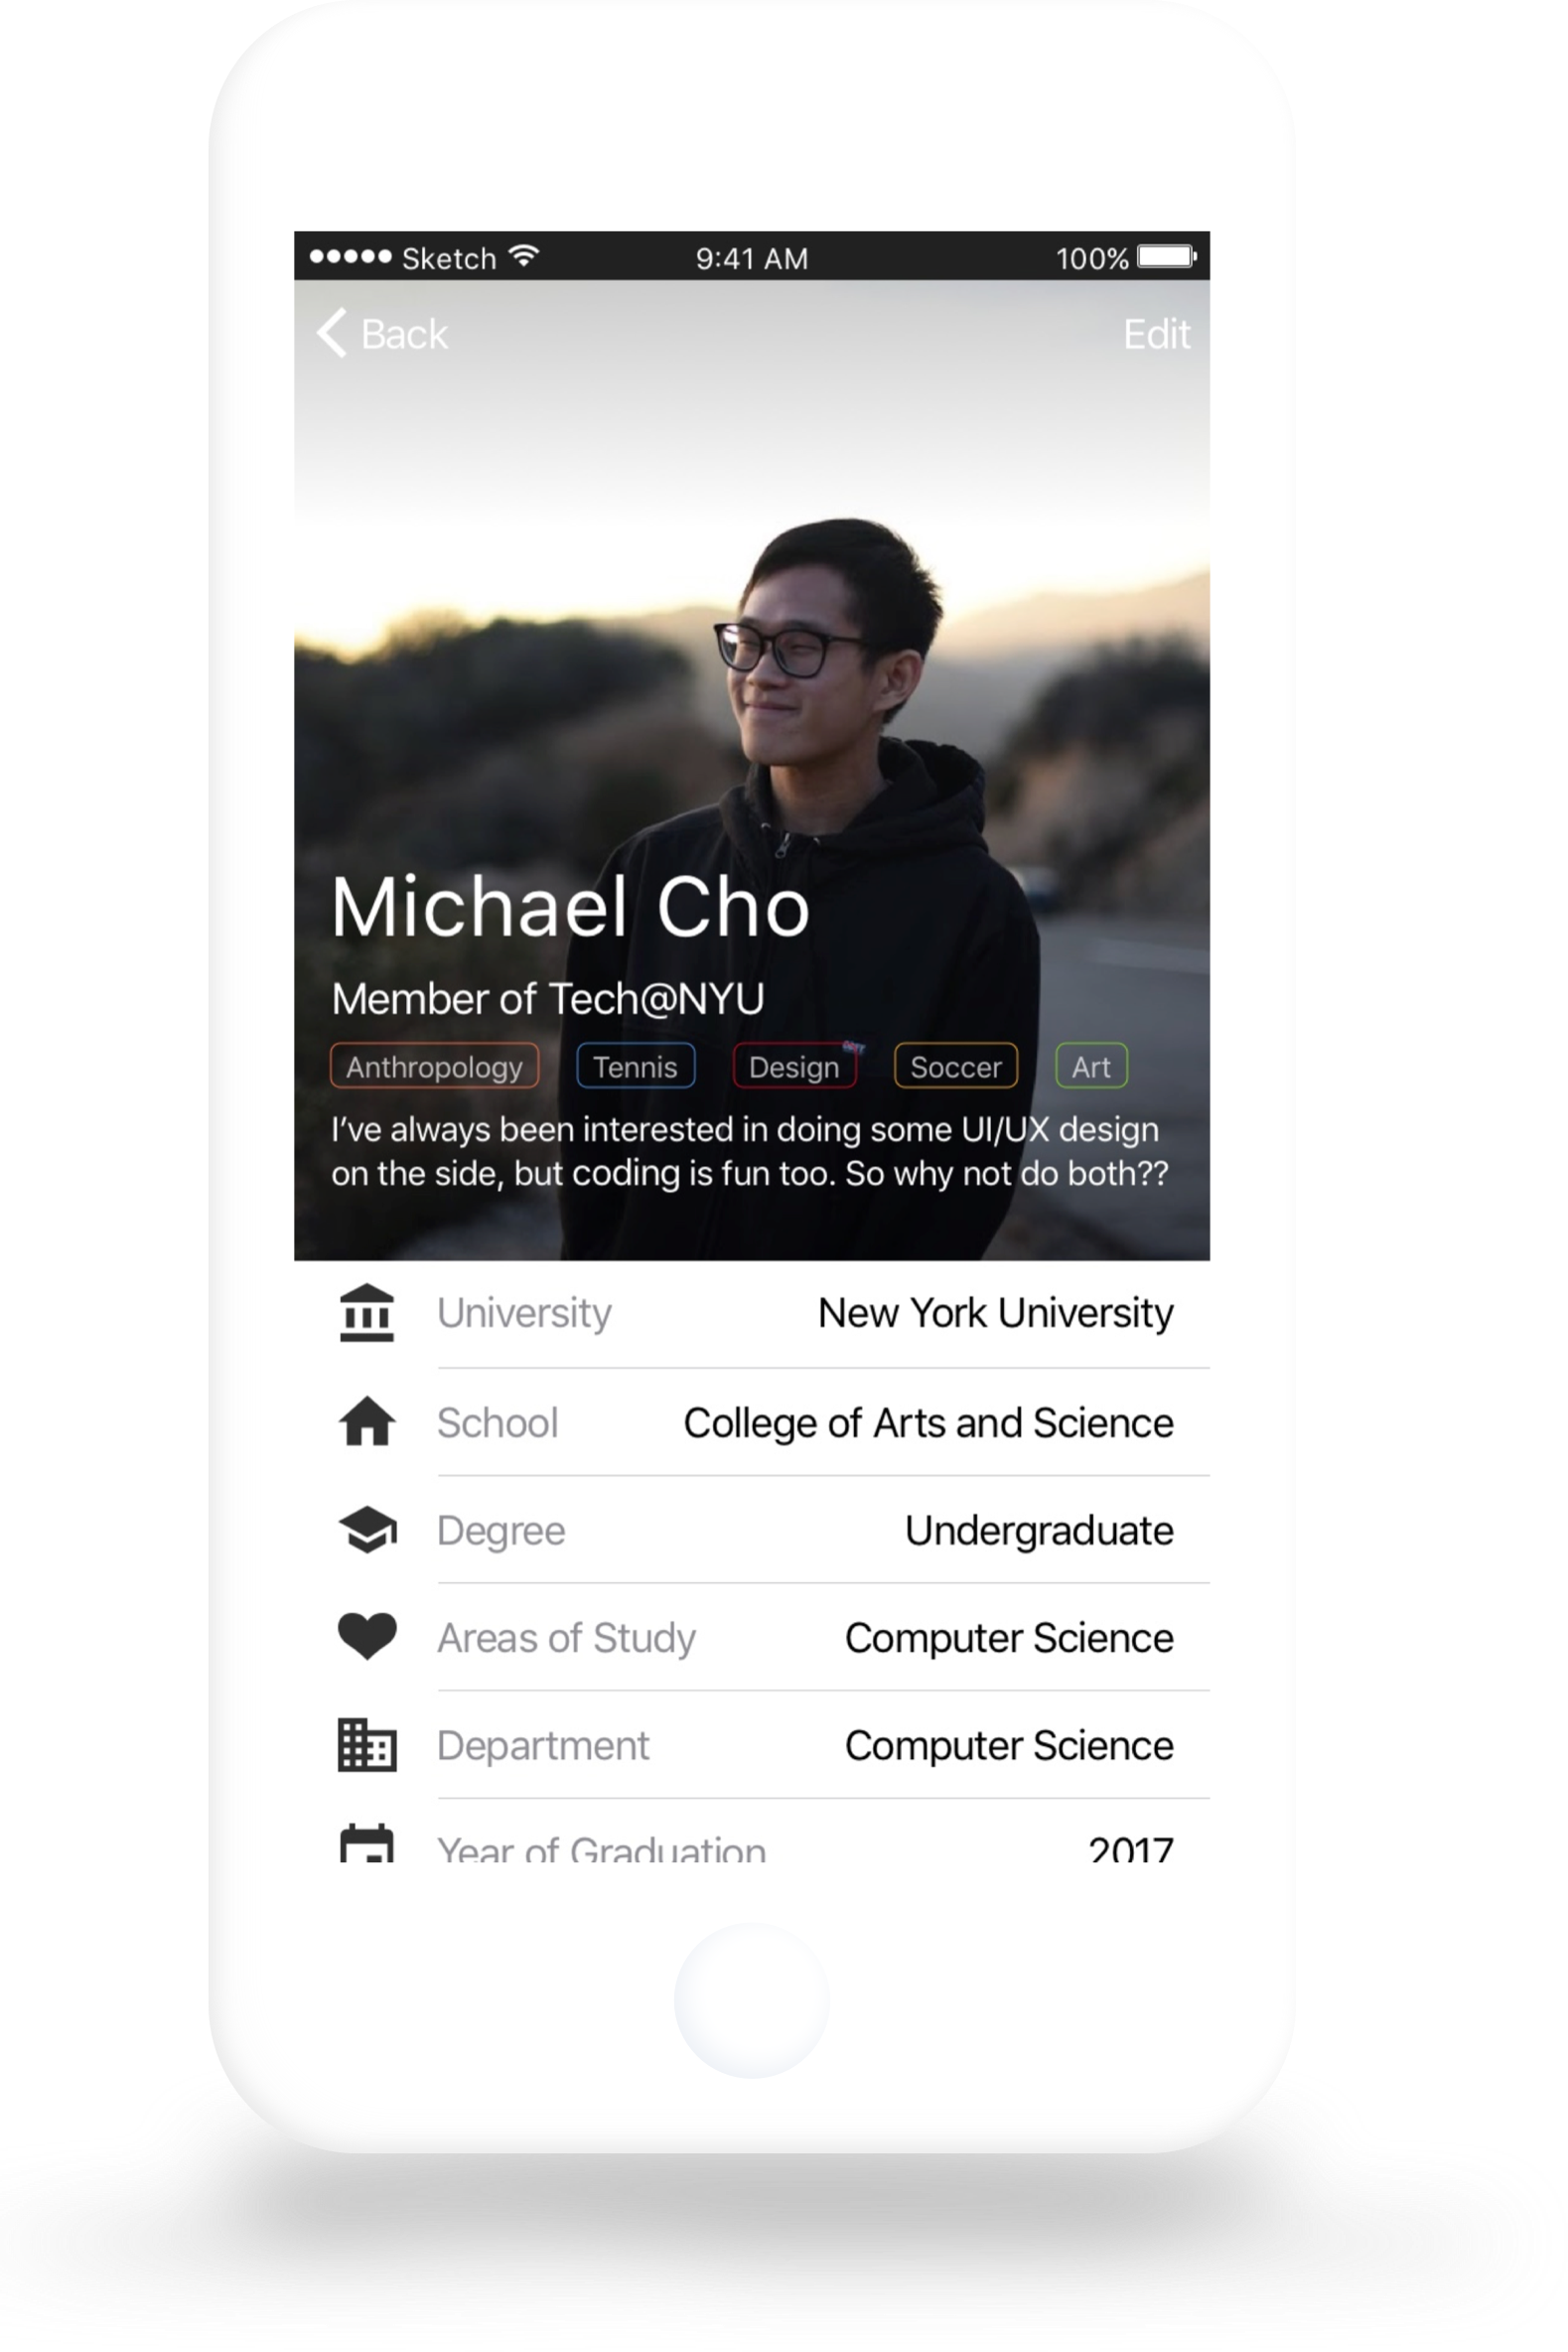 Sketch 9:41 AM 100%
Back Edit
Michael Cho
Member of Tech@NYU
Anthropology Tennis Design Soccer Art
I've always been interested in doing some UI/UX design
on the side, but coding is fun too. So why not do both??
University New York University
School College of Arts and Science
Degree Undergraduate
Areas of Study Computer Science
Department Computer Science
Year of Graduation 2017